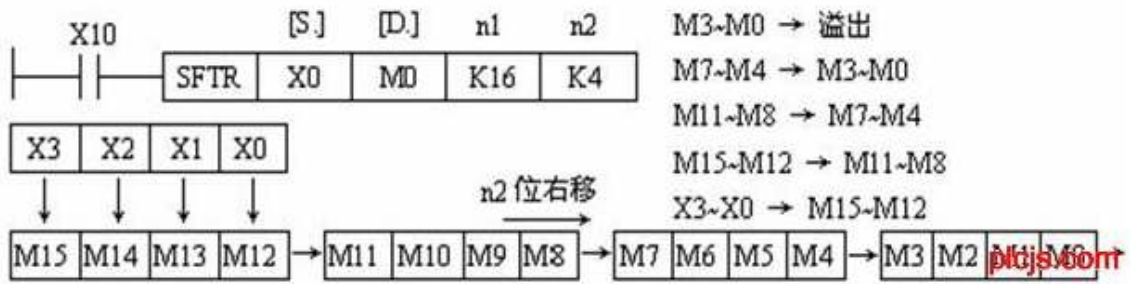 X10
[S.] [D.] n1 n2
SFTR X0 M0 K16 K4
M3~M0 → 溢出
M7~M4 → M3~M0
M11~M8 → M7~M4
M15~M12 → M11~M8
X3~X0 → M15~M12
X3 X2 X1 X0
n2 位右移
M15 M14 M13 M12 → M11 M10 M9 M8 → M7 M6 M5 M4 → M3 M2 M1 M0 →
plcjs.com